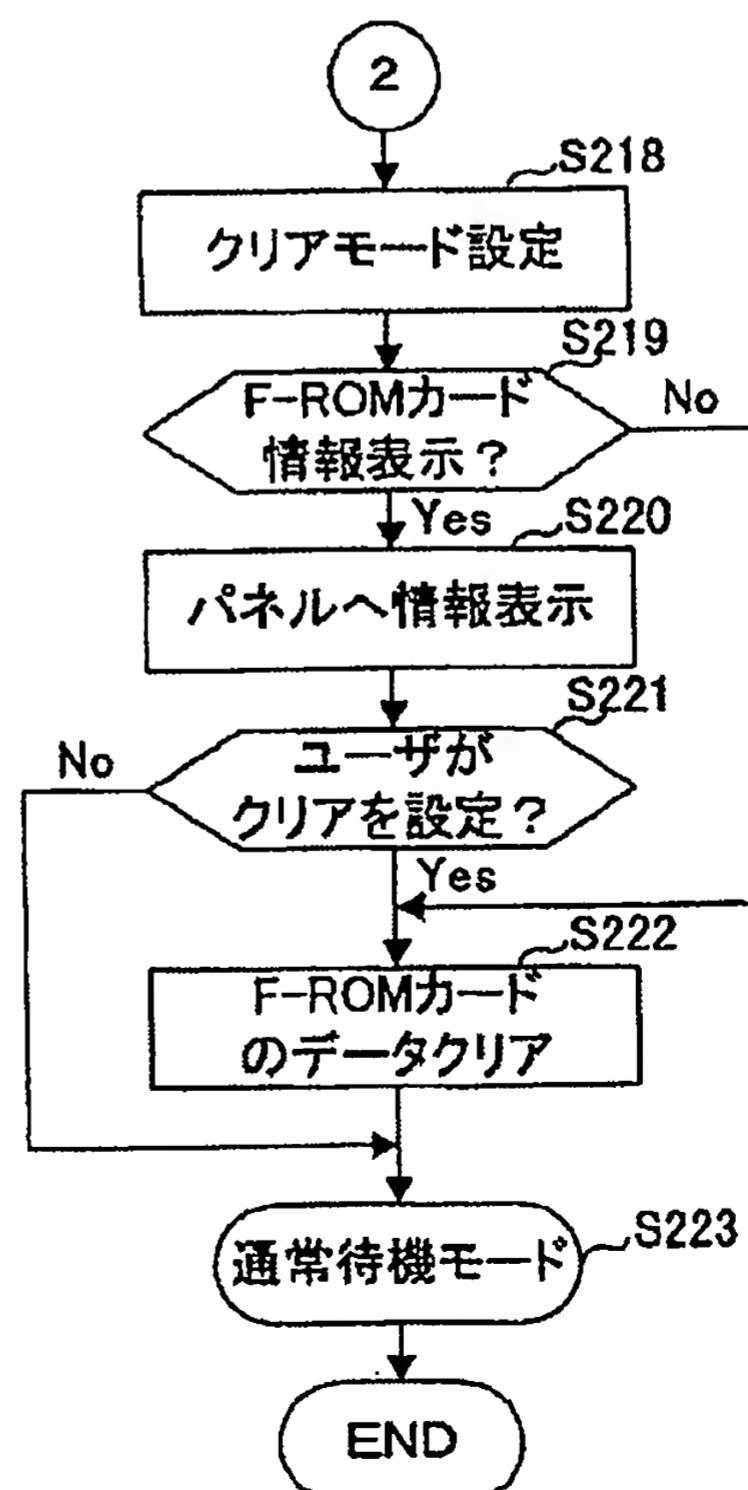 2
S218
クリアモード設定
S219
F-ROMカード
情報表示？
No
Yes
S220
パネルへ情報表示
S221
ユーザが
クリアを設定？
No
Yes
S222
F-ROMカード
のデータクリア
通常待機モード
S223
END